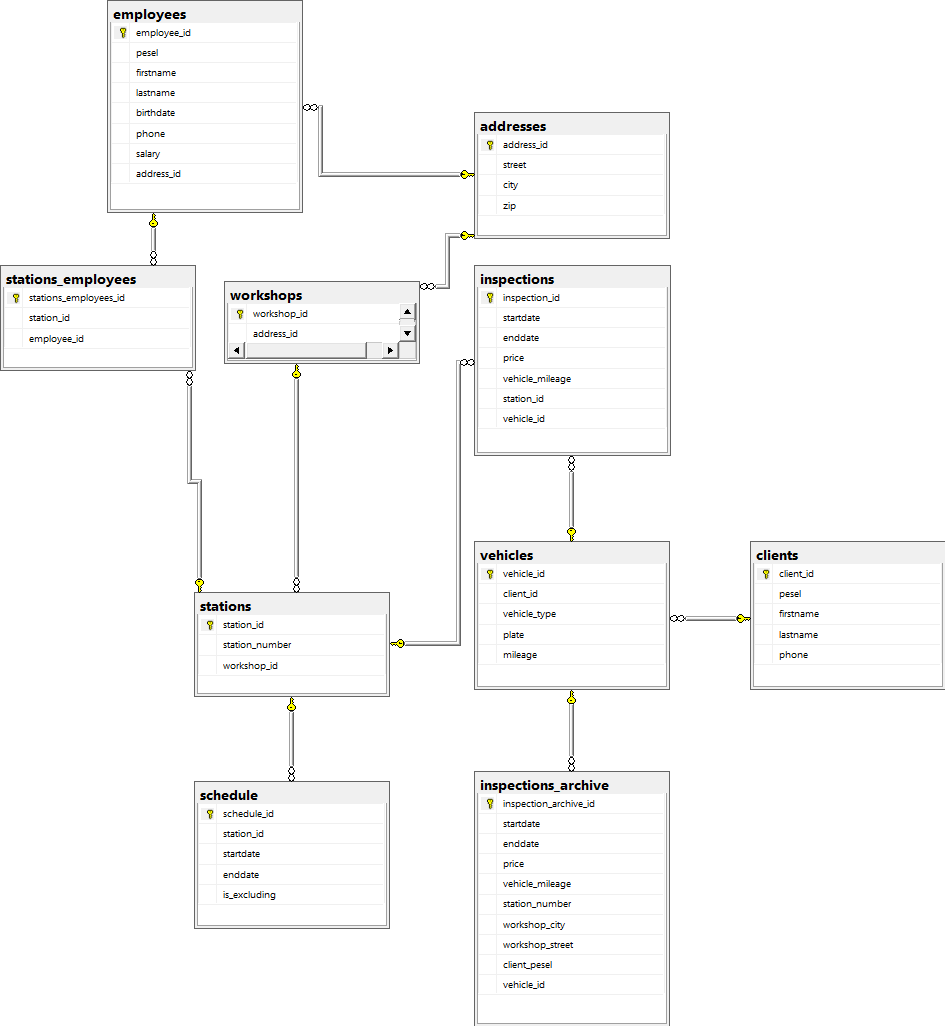 employees
employee_id
pesel
firstname
lastname
birthdate
phone
salary
address_id
addresses
address_id
street
city
zip
stations_employees
stations_employees_id
station_id
employee_id
workshops
workshop_id
address_id
inspections
inspection_id
startdate
enddate
price
vehicle_mileage
station_id
vehicle_id
vehicles
vehicle_id
client_id
vehicle_type
plate
mileage
clients
client_id
pesel
firstname
lastname
phone
stations
station_id
station_number
workshop_id
schedule
schedule_id
station_id
startdate
enddate
is_excluding
inspections_archive
inspection_archive_id
startdate
enddate
price
vehicle_mileage
station_number
workshop_city
workshop_street
client_pesel
vehicle_id